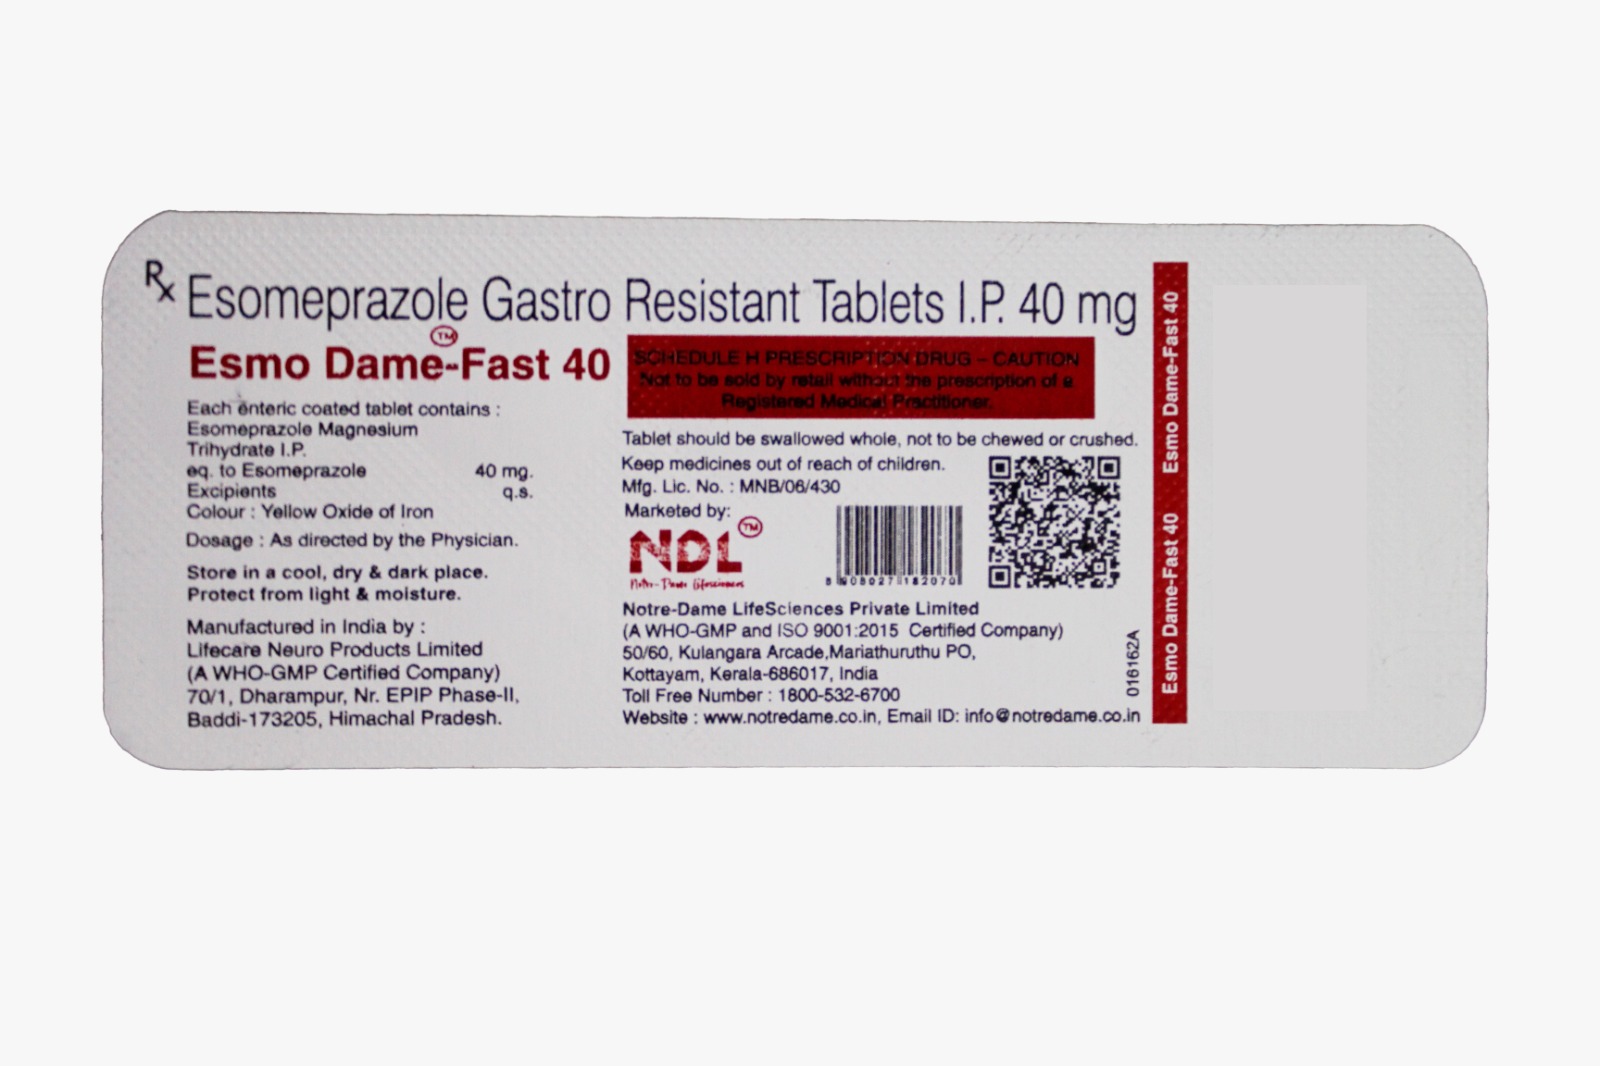 Rx Esomeprazole Gastro Resistant Tablets I.P. 40 mg
Esmo Dame™-Fast 40
Each enteric coated tablet contains :
Esomeprazole Magnesium
Trihydrate I.P.
eq. to Esomeprazole 40 mg.
Excipients q.s.
Colour : Yellow Oxide of Iron
Dosage : As directed by the Physician.
Store in a cool, dry & dark place.
Protect from light & moisture.
Manufactured in India by :
Lifecare Neuro Products Limited
(A WHO-GMP Certified Company)
70/1, Dharampur, Nr. EPIP Phase-II,
Baddi-173205, Himachal Pradesh.
SCHEDULE H PRESCRIPTION DRUG – CAUTION
Not to be sold by retail without the prescription of a
Registered Medical Practitioner.
Tablet should be swallowed whole, not to be chewed or crushed.
Keep medicines out of reach of children.
Mfg. Lic. No. : MNB/06/430
Marketed by:
NDL™
Notre-Dame Lifesciences
Notre-Dame LifeSciences Private Limited
(A WHO-GMP and ISO 9001:2015 Certified Company)
50/60, Kulangara Arcade,Mariathuruthu PO,
Kottayam, Kerala-686017, India
Toll Free Number : 1800-532-6700
Website : www.notredame.co.in, Email ID: info@notredame.co.in
016162A
Esmo Dame-Fast 40 Esmo Dame-Fast 40